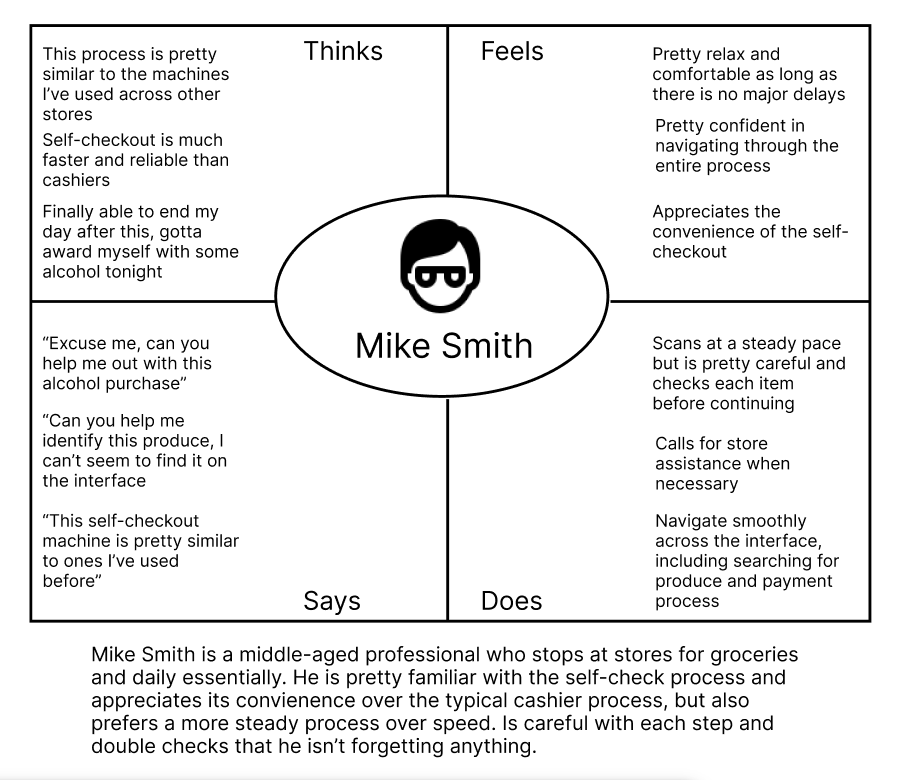 Thinks
This process is pretty
similar to the machines
I’ve used across other
stores
Self-checkout is much
faster and reliable than
cashiers
Finally able to end my
day after this, gotta
award myself with some
alcohol tonight
Feels
Pretty relax and
comfortable as long as
there is no major delays
Pretty confident in
navigating through the
entire process
Appreciates the
convenience of the self-
checkout
Mike Smith
“Excuse me, can you
help me out with this
alcohol purchase”
“Can you help me
identify this produce, I
can’t seem to find it on
the interface
“This self-checkout
machine is pretty similar
to ones I’ve used
before”
Says
Scans at a steady pace
but is pretty careful and
checks each item
before continuing
Calls for store
assistance when
necessary
Navigate smoothly
across the interface,
including searching for
produce and payment
process
Does
Mike Smith is a middle-aged professional who stops at stores for groceries
and daily essentially. He is pretty familiar with the self-check process and
appreciates its convienence over the typical cashier process, but also
prefers a more steady process over speed. Is careful with each step and
double checks that he isn’t forgetting anything.